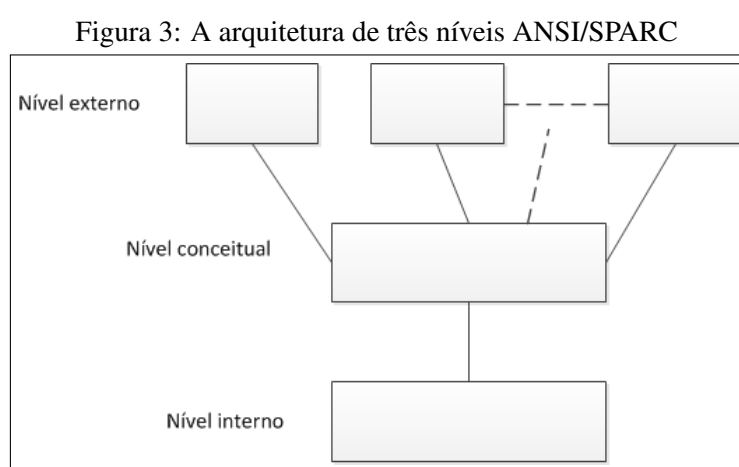 Figura 3: A arquitetura de três níveis ANSI/SPARC
Nível externo
Nível conceitual
Nível interno